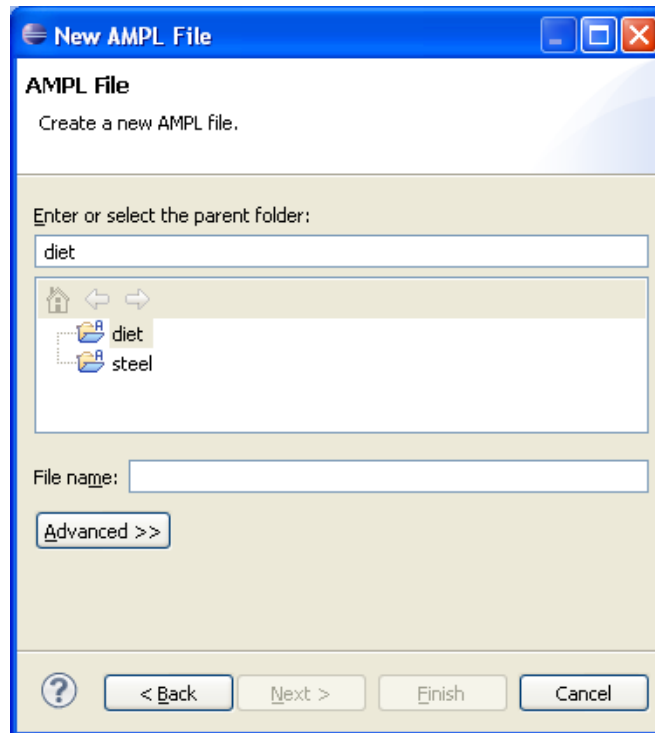 New AMPL File
AMPL File
Create a new AMPL file.
Enter or select the parent folder:
diet
diet
steel
File name:
Advanced >>
?
< Back Next > Finish Cancel